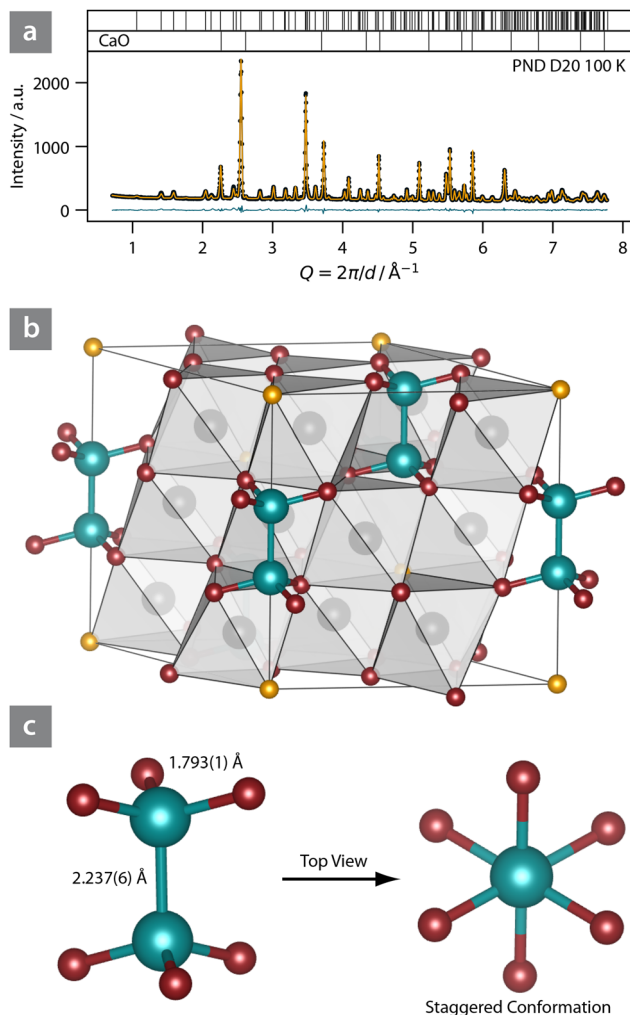 a
CaO
PND D20 100 K
Intensity / a.u.
2000
1000
0
1 2 3 4 5 6 7 8
Q = 2π/d / Å⁻¹
b
c
1.793(1) Å
2.237(6) Å
Top View
Staggered Conformation